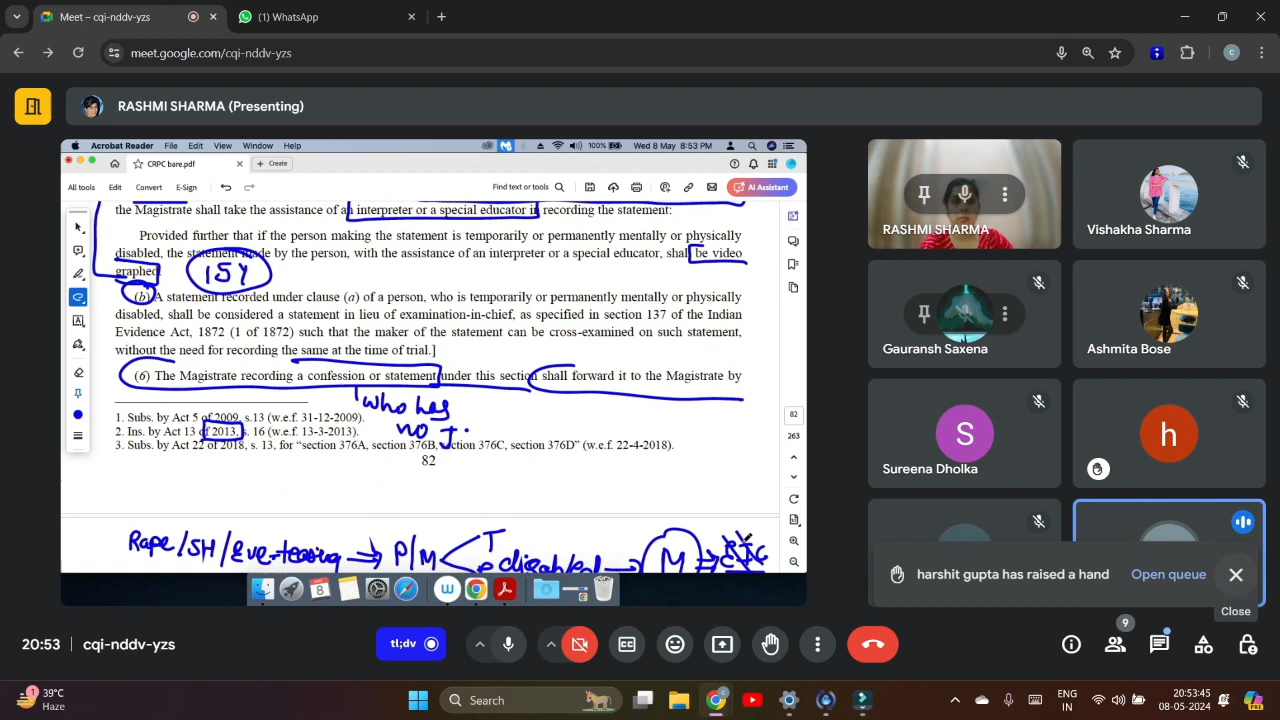 Meet – cqi-nddv-yzs
(1) WhatsApp
meet.google.com/cqi-nddv-yzs
c
RASHMI SHARMA (Presenting)
Acrobat Reader File Edit View Window Help
100% Wed 8 May 8:53 PM
CRPC bare.pdf
+ Create
All tools Edit Convert E-Sign
Find text or tools
AI Assistant
the Magistrate shall take the assistance of an interpreter or a special educator in recording the statement:
Provided further that if the person making the statement is temporarily or permanently mentally or physically
disabled, the statement made by the person, with the assistance of an interpreter or a special educator, shall be video
graphed.
(b) A statement recorded under clause (a) of a person, who is temporarily or permanently mentally or physically
disabled, shall be considered a statement in lieu of examination-in-chief, as specified in section 137 of the Indian
Evidence Act, 1872 (1 of 1872) such that the maker of the statement can be cross-examined on such statement,
without the need for recording the same at the time of trial.]
(6) The Magistrate recording a confession or statement under this section shall forward it to the Magistrate by
who has
no
1. Subs. by Act 5 of 2009, s.13 (w.e.f. 31-12-2009).
2. Ins. by Act 13 of 2013, s. 16 (w.e.f. 13-3-2013).
3. Subs. by Act 22 of 2018, s. 13, for “section 376A, section 376B, section 376C, section 376D” (w.e.f. 22-4-2018).
82
82
263
Rape/SH/Eve-teasing P/M T
disabled M
RASHMI SHARMA
Vishakha Sharma
Gauransh Saxena
Ashmita Bose
S
Sureena Dholka
h
harshit gupta has raised a hand
Open queue
Close
20:53 cqi-nddv-yzs
tl;dv
9
1
39°C
Haze
Search
ENG
IN
20:53:45
08-05-2024